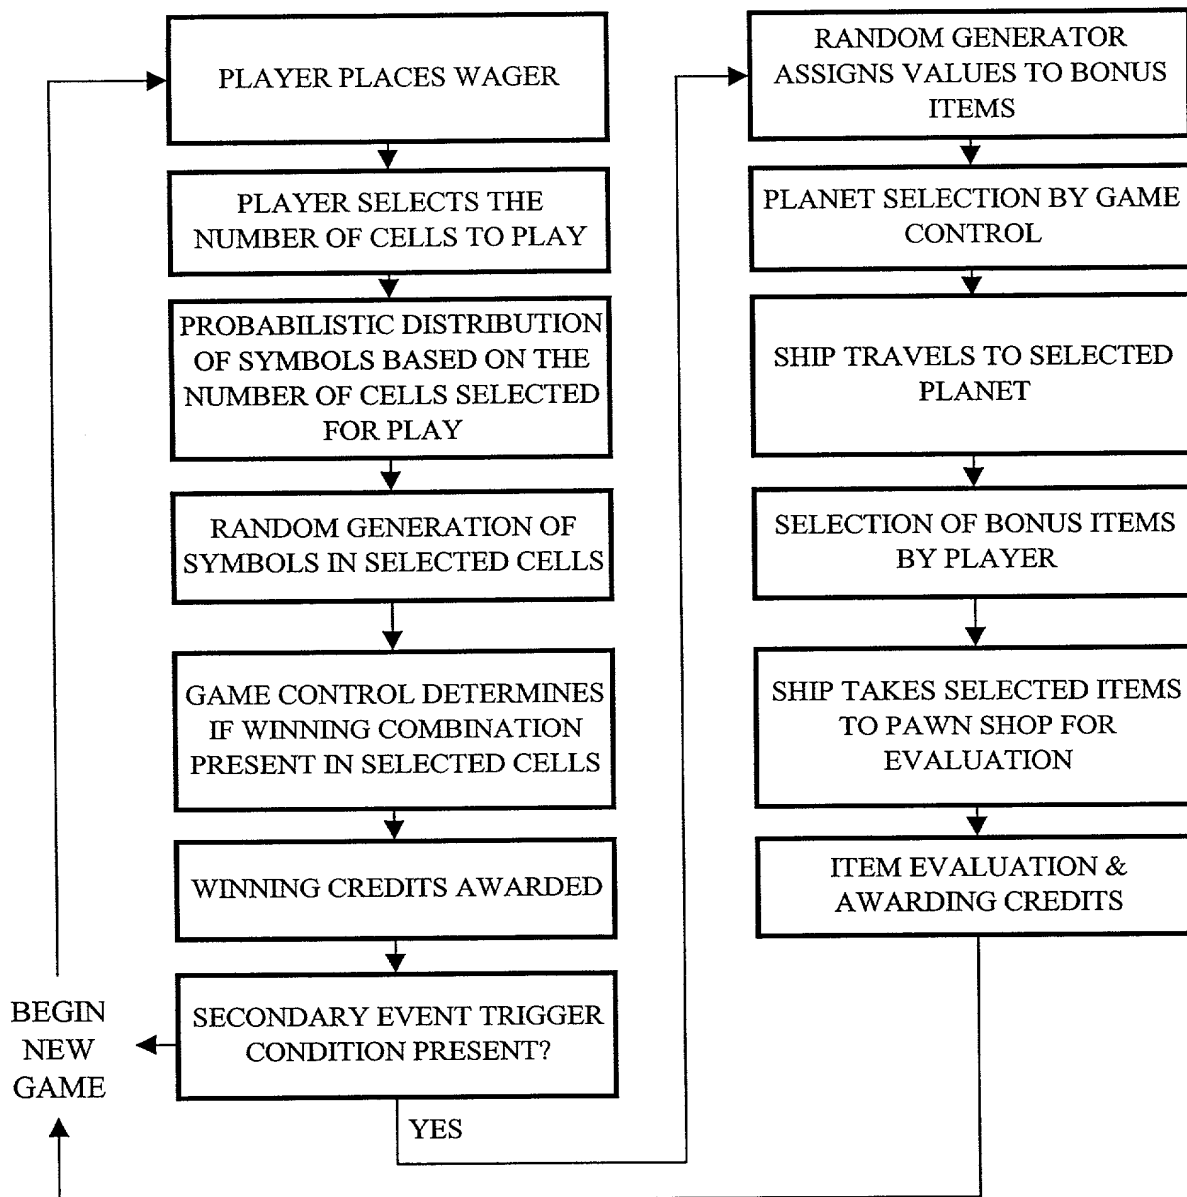 PLAYER PLACES WAGER
PLAYER SELECTS THE
NUMBER OF CELLS TO PLAY
PROBABILISTIC DISTRIBUTION
OF SYMBOLS BASED ON THE
NUMBER OF CELLS SELECTED
FOR PLAY
RANDOM GENERATION OF
SYMBOLS IN SELECTED CELLS
GAME CONTROL DETERMINES
IF WINNING COMBINATION
PRESENT IN SELECTED CELLS
WINNING CREDITS AWARDED
SECONDARY EVENT TRIGGER
CONDITION PRESENT?
BEGIN
NEW
GAME
YES
RANDOM GENERATOR
ASSIGNS VALUES TO BONUS
ITEMS
PLANET SELECTION BY GAME
CONTROL
SHIP TRAVELS TO SELECTED
PLANET
SELECTION OF BONUS ITEMS
BY PLAYER
SHIP TAKES SELECTED ITEMS
TO PAWN SHOP FOR
EVALUATION
ITEM EVALUATION &
AWARDING CREDITS